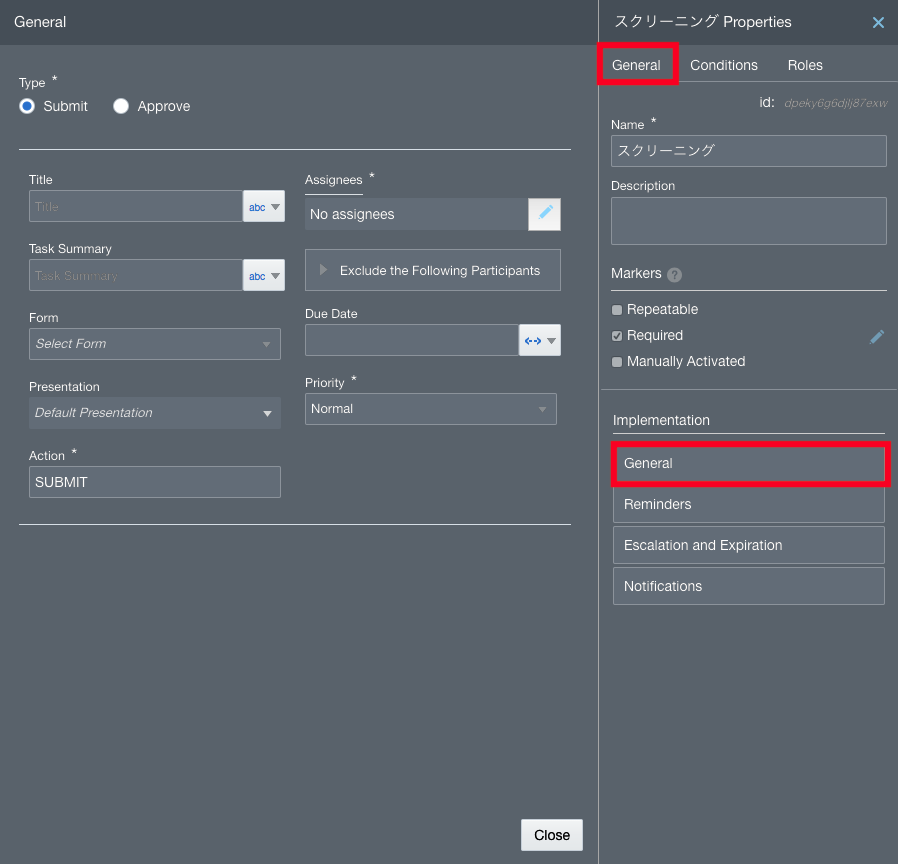 General
Type *
Submit
Approve
Title
Title
abc
Task Summary
Task Summary
abc
Form
Select Form
Presentation
Default Presentation
Action *
SUBMIT
Assignees *
No assignees
Exclude the Following Participants
Due Date
Priority *
Normal
Close
スクリーニング Properties
General
Conditions
Roles
id: dpeky6g6djlj87exw
Name *
スクリーニング
Description
Markers ?
Repeatable
Required
Manually Activated
Implementation
General
Reminders
Escalation and Expiration
Notifications